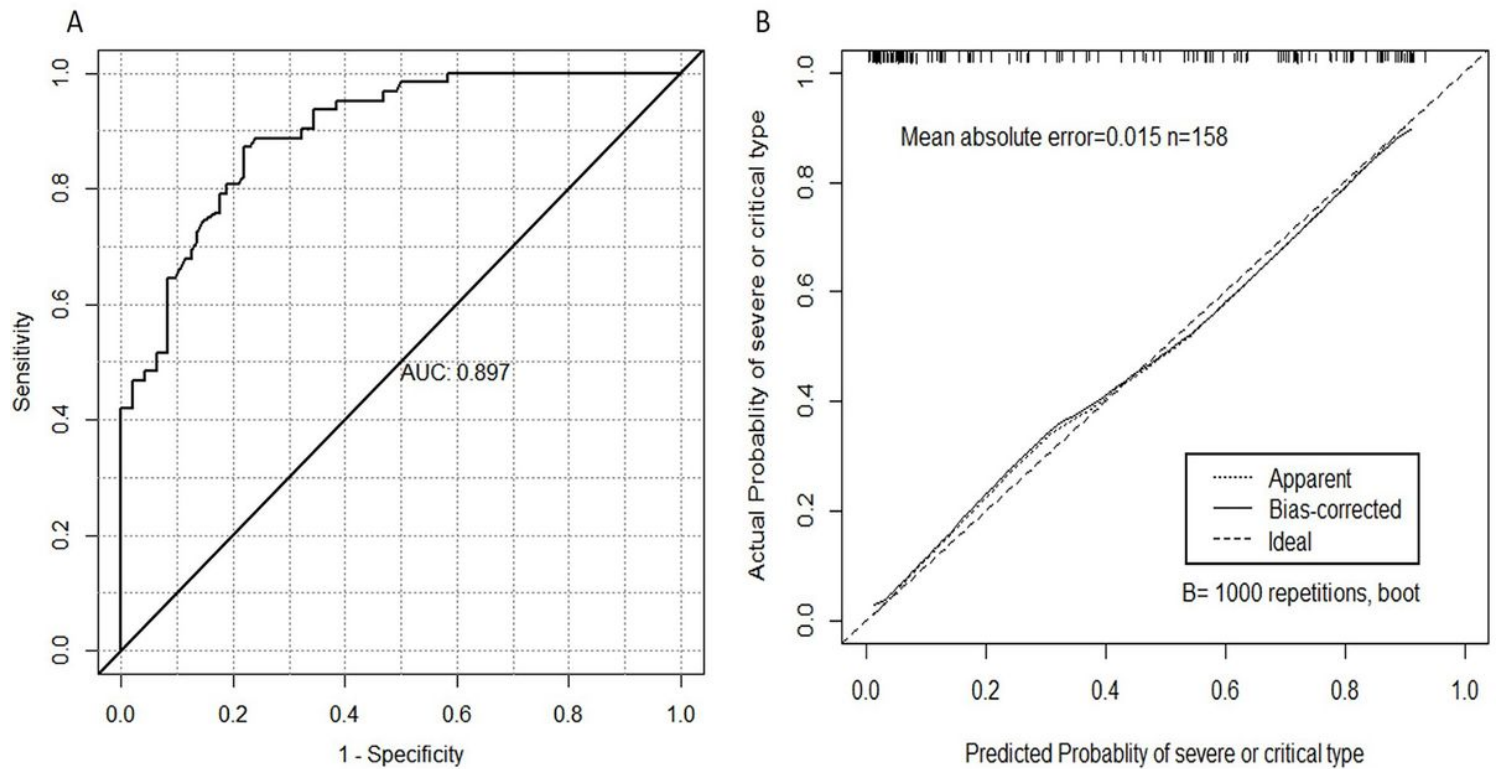 A
1.0
0.8
0.6
0.4
0.2
0.0
Sensitivity
AUC: 0.897
0.0 0.2 0.4 0.6 0.8 1.0
1 - Specificity
B
1.0
0.8
0.6
0.4
0.2
0.0
Actual Probablity of severe or critical type
Mean absolute error=0.015 n=158
Apparent
Bias-corrected
Ideal
B= 1000 repetitions, boot
0.0 0.2 0.4 0.6 0.8 1.0
Predicted Probablity of severe or critical type